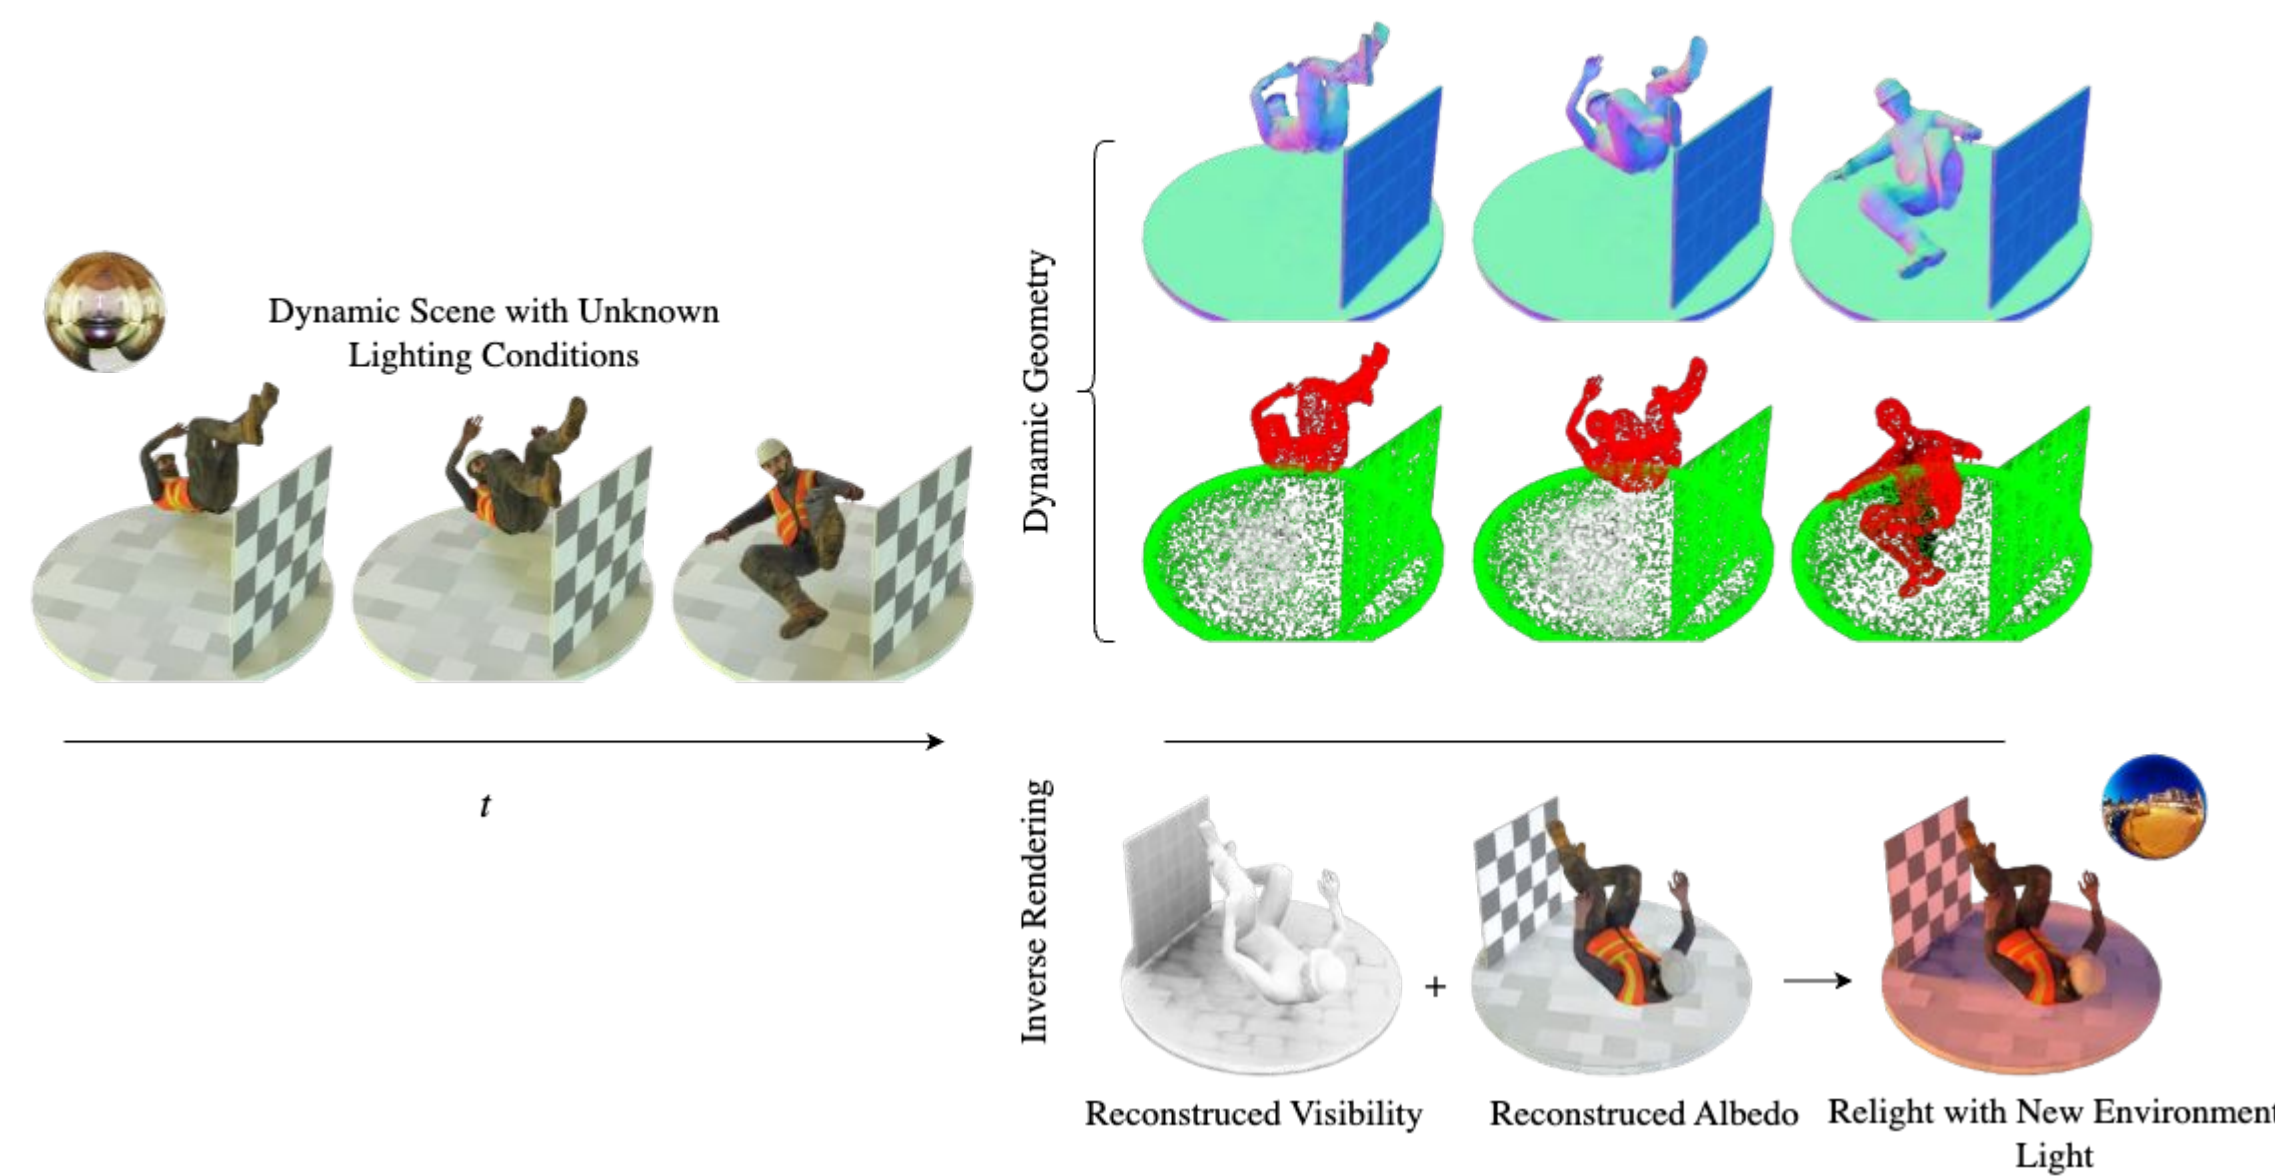 Dynamic Scene with Unknown
Lighting Conditions
t
Dynamic Geometry
Inverse Rendering
+
Reconstruced Visibility
Reconstruced Albedo
Relight with New Environment
Light